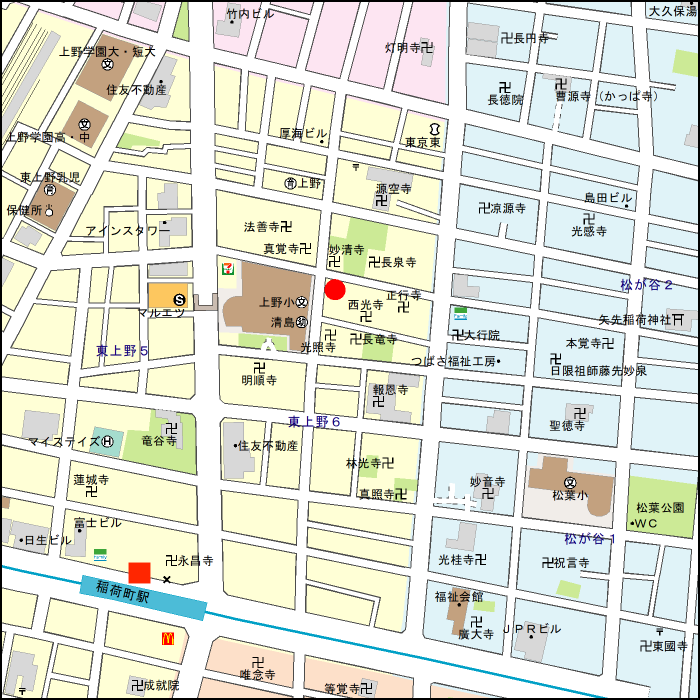 竹内ビル
大久保湯
上野学園大・短大
文
灯明寺
長円寺
住友不動産
長徳院
曹源寺（かっぱ寺）
上野学園高・中
文
厚海ビル
東京東
東上野乳児
育
育上野
〒
源空寺
保健所
凉源寺
島田ビル
アインスタワー
法善寺
光感寺
真覚寺
妙清寺
長泉寺
7
松が谷２
S
上野小文
西光寺
正行寺
マルエツ
清島幼
矢先稲荷神社
大行院
東上野５
光照寺
長竜寺
本覚寺
つばさ福祉工房
日限祖師藤先妙泉
明順寺
報恩寺
東上野６
聖徳寺
マイステイズH
竜谷寺
住友不動産
林光寺
蓮城寺
真照寺
妙音寺
文
松葉小
松葉公園
WC
富士ビル
日生ビル
松が谷１
永昌寺
光桂寺
祝言寺
稲荷町駅
福祉会館
廣大寺
JPRビル
〒
東國寺
M
唯念寺
成就院
等覚寺
〒